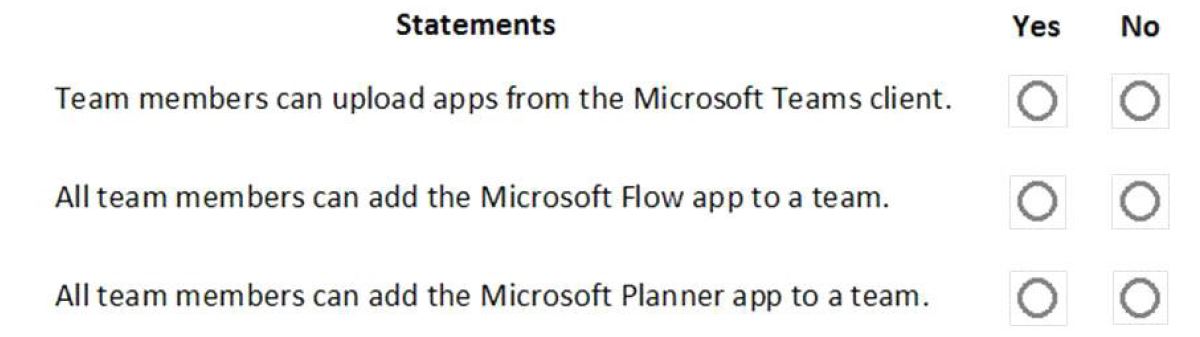 Statements Yes No
Team members can upload apps from the Microsoft Teams client.
All team members can add the Microsoft Flow app to a team.
All team members can add the Microsoft Planner app to a team.